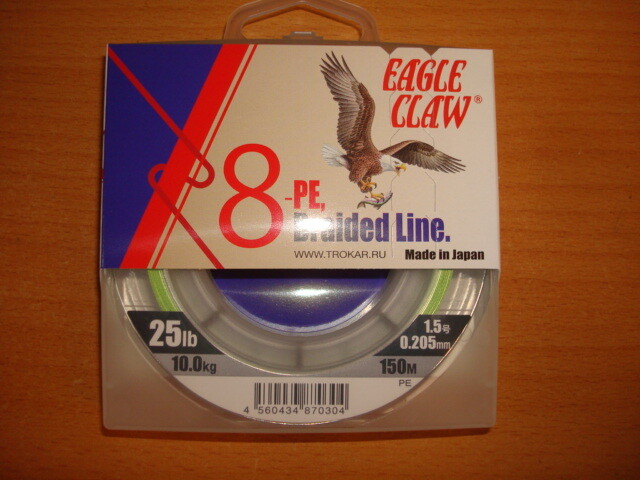 EAGLE
CLAW®
8-PE,
Braided Line.
WWW.TROKAR.RU
Made in Japan
25lb
10.0kg
1.5号
0.205mm
150M
PE
4 560434 870304